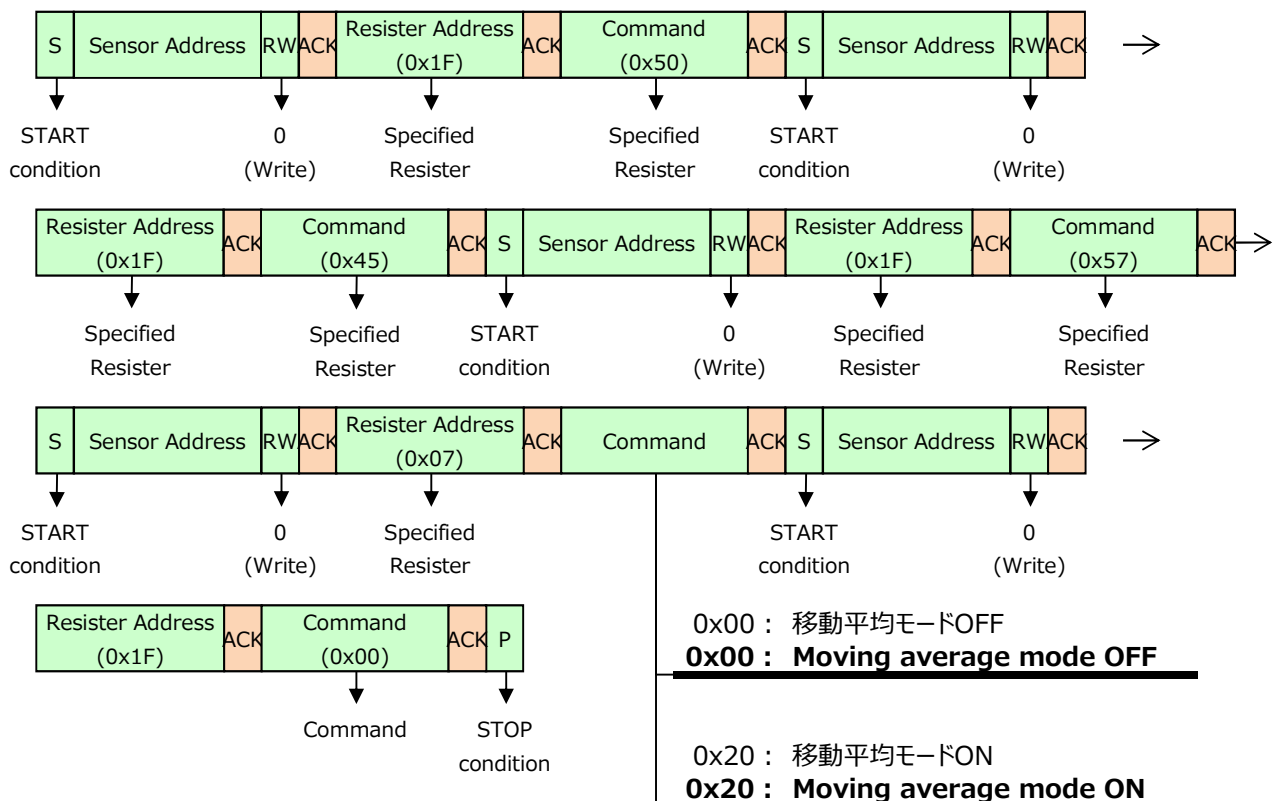 S Sensor Address RW ACK Resister Address ACK Command ACK S Sensor Address RW ACK
(0x1F) (0x50)
START 0 Specified Specified START 0
condition (Write) Resister Resister condition (Write)
Resister Address ACK Command ACK S Sensor Address RW ACK Resister Address ACK Command ACK
(0x1F) (0x45) (0x1F) (0x57)
Specified Specified START 0 Specified Specified
Resister Resister condition (Write) Resister Resister
S Sensor Address RW ACK Resister Address ACK Command ACK S Sensor Address RW ACK
(0x07)
START 0 Specified START 0
condition (Write) Resister condition (Write)
Resister Address ACK Command ACK P
(0x1F) (0x00)
Command STOP
condition
0x00 : 移動平均モードOFF
0x00 : Moving average mode OFF
0x20 : 移動平均モードON
0x20 : Moving average mode ON